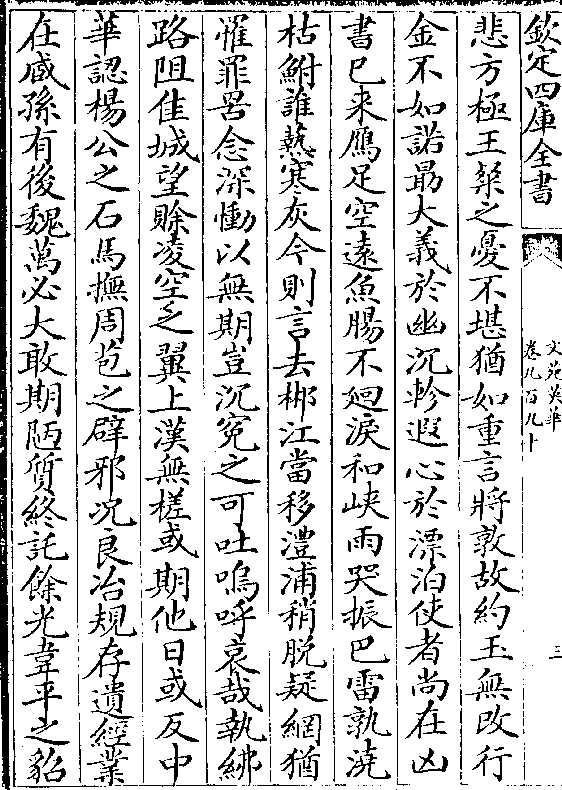 欽定四庫全書
文苑英華
卷九百九十
三
悲方極王粲之憂不堪猶如重言將敦故約玉無改行
金不如諾勗大義於幽沉軫遐心於漂泊使者尚在凶
書已来鴈足空遠魚腸不廻淚和峽雨哭振巴雷孰澆
枯鮒誰爇寒灰今則言去郴江當移澧浦稍脫疑網猶
罹罪罟念深慟以無期豈沉寃之可吐嗚呼哀哉執紼
路阻佳城望賒凌空乏翼上漢無槎或期他日或反中
華認楊公之石馬撫周苞之辟邪況良冶規存遺經業
在臧孫有後魏萬必大敢期陋質終託餘光韋平之貂